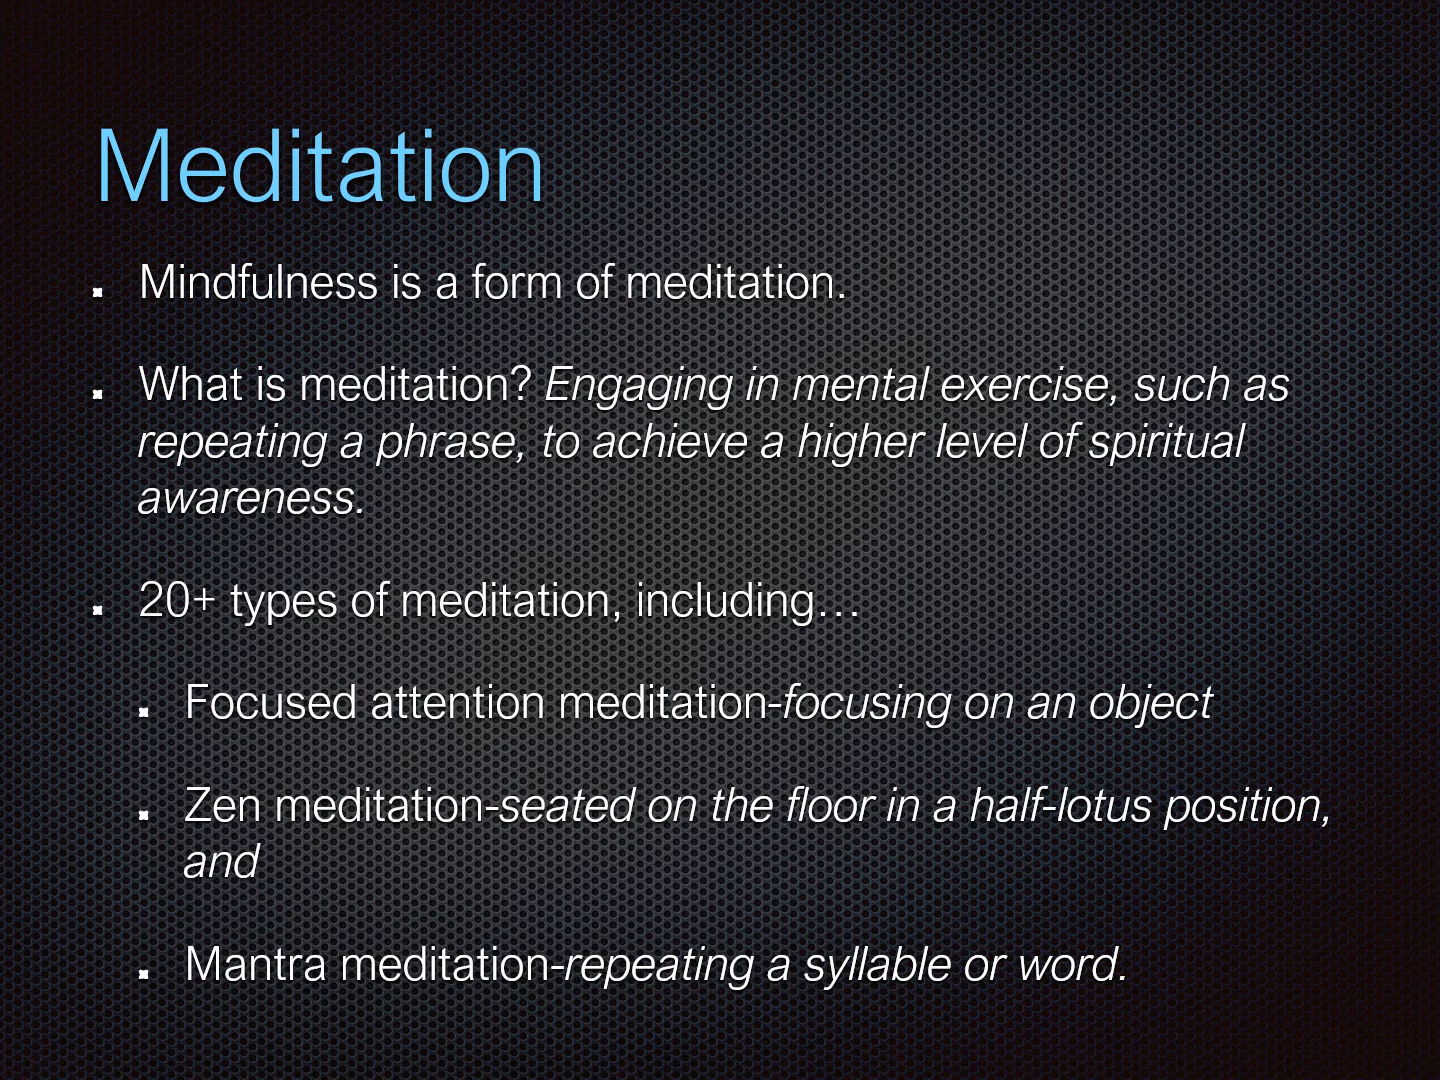 Meditation
Mindfulness is a form of meditation.
What is meditation? Engaging in mental exercise, such as
repeating a phrase, to achieve a higher level of spiritual
awareness.
20+ types of meditation, including…
Focused attention meditation-focusing on an object
Zen meditation-seated on the floor in a half-lotus position,
and
Mantra meditation-repeating a syllable or word.